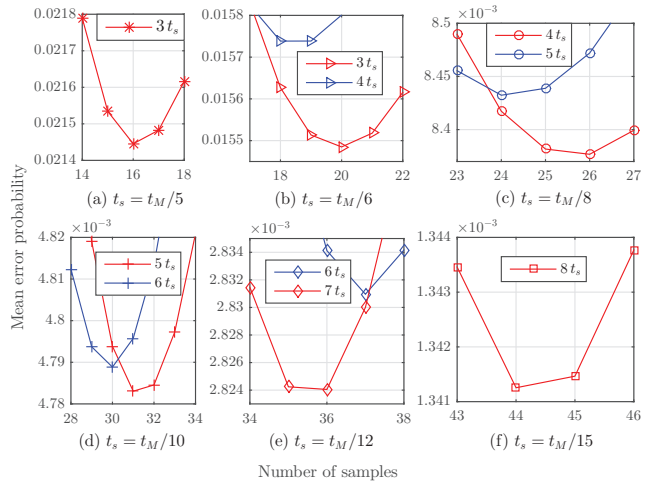 Mean error probability
0.0218
0.0217
0.0216
0.0215
0.0214
3 t_s
14 16 18
(a) t_s = t_M/5
0.0158
0.0157
0.0156
0.0155
3 t_s
4 t_s
18 20 22
(b) t_s = t_M/6
×10⁻³
8.5
8.45
8.4
4 t_s
5 t_s
23 24 25 26 27
(c) t_s = t_M/8
×10⁻³
4.82
4.81
4.8
4.79
4.78
5 t_s
6 t_s
28 30 32 34
(d) t_s = t_M/10
×10⁻³
2.834
2.832
2.83
2.828
2.826
2.824
6 t_s
7 t_s
34 35 36 37 38
(e) t_s = t_M/12
×10⁻³
1.344
1.343
1.342
1.341
8 t_s
43 44 45 46
(f) t_s = t_M/15
Number of samples